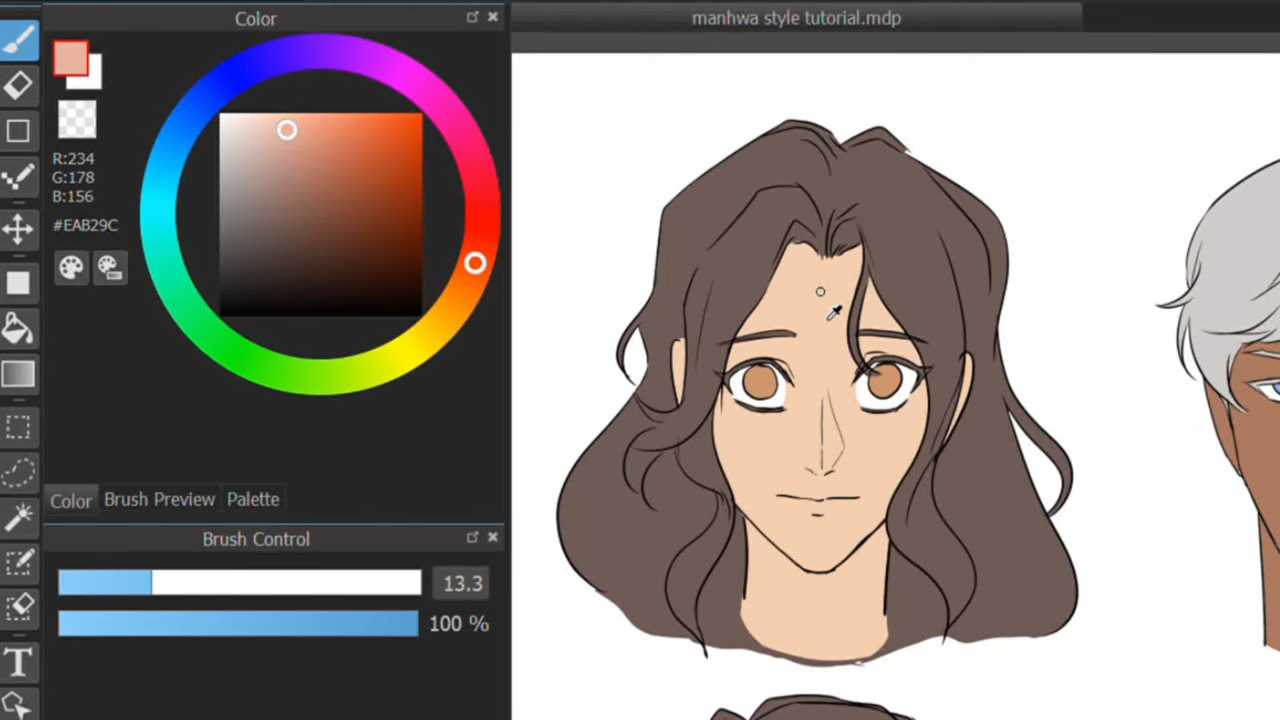 Color
manhwa style tutorial.mdp
R:234
G:178
B:156
#EAB29C
Color Brush Preview Palette
Brush Control
13.3
100 %
T